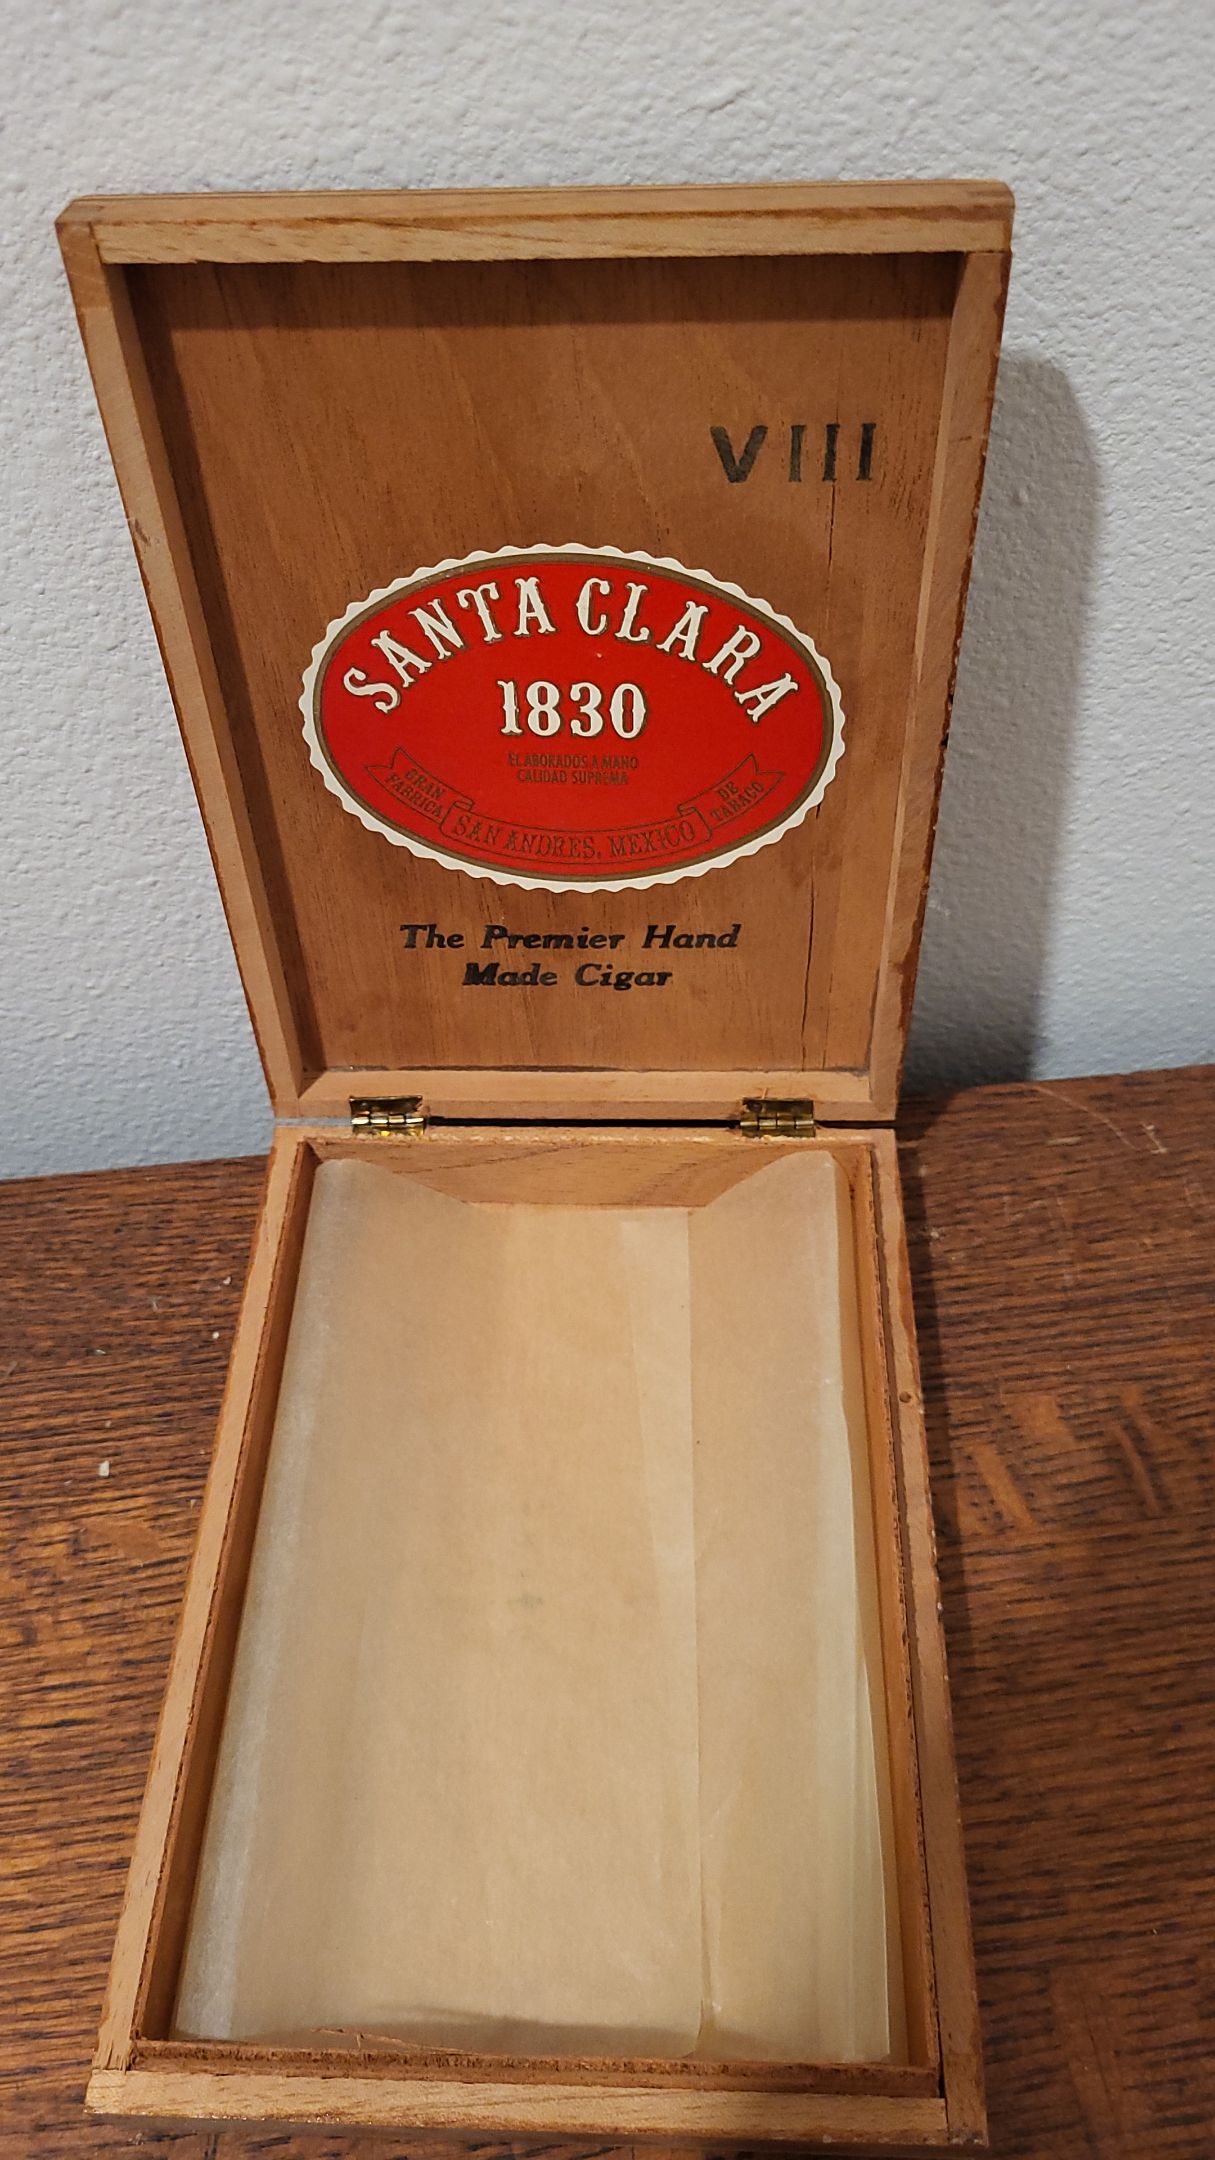 VIII
SANTA CLARA
1830
ELABORADOS A MANO
CALIDAD SUPREMA
GRAN
FABRICA
DE
TABACO
SAN ANDRES, MEXICO
The Premier Hand
Made Cigar